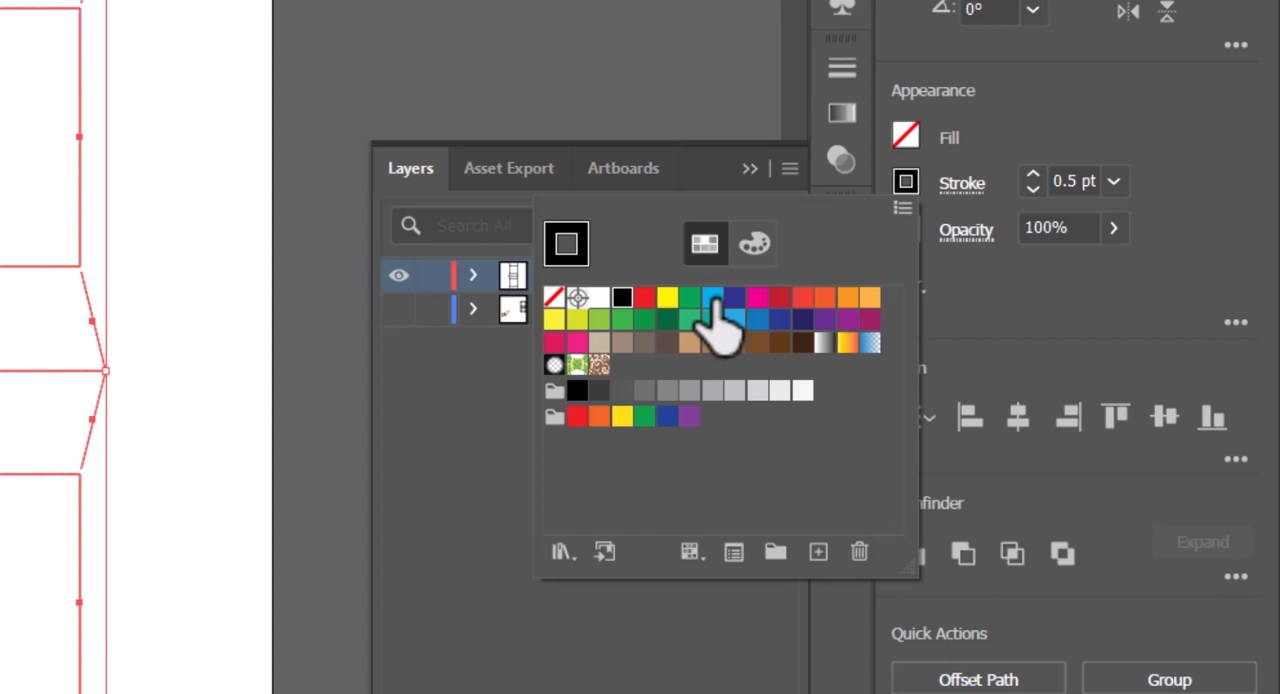 0°
Appearance
Fill
Layers
Asset Export
Artboards
Stroke
0.5 pt
Search All
Opacity
100%
Offset Path
Group
Expand
Quick Actions